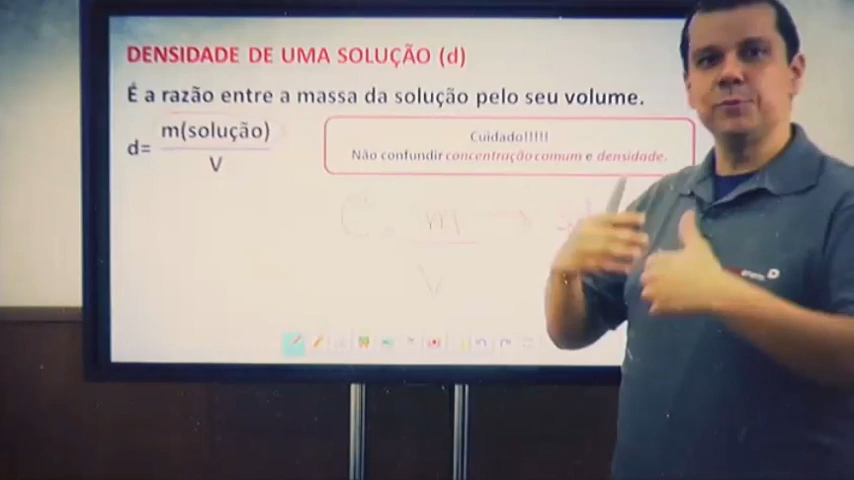 DENSIDADE DE UMA SOLUÇÃO (d)
É a razão entre a massa da solução pelo seu volume.
d= m(solução)
V
Cuidado!!!!!
Não confundir concentração comum e densidade.
C = m
V